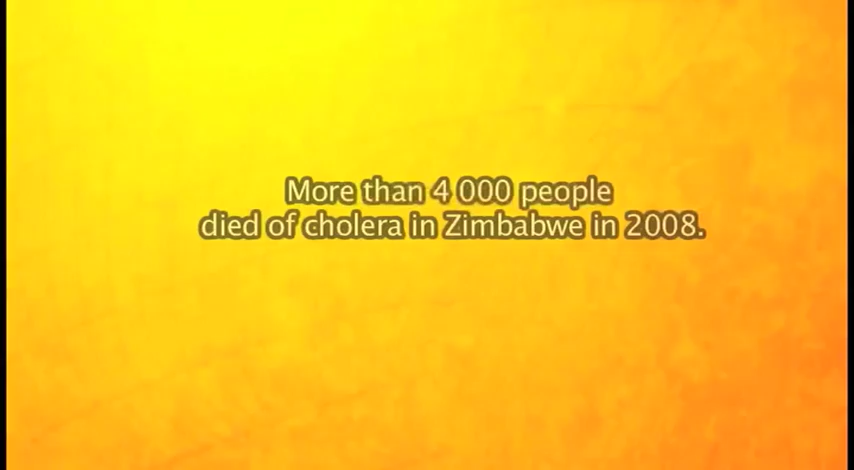 More than 4 000 people
died of cholera in Zimbabwe in 2008.